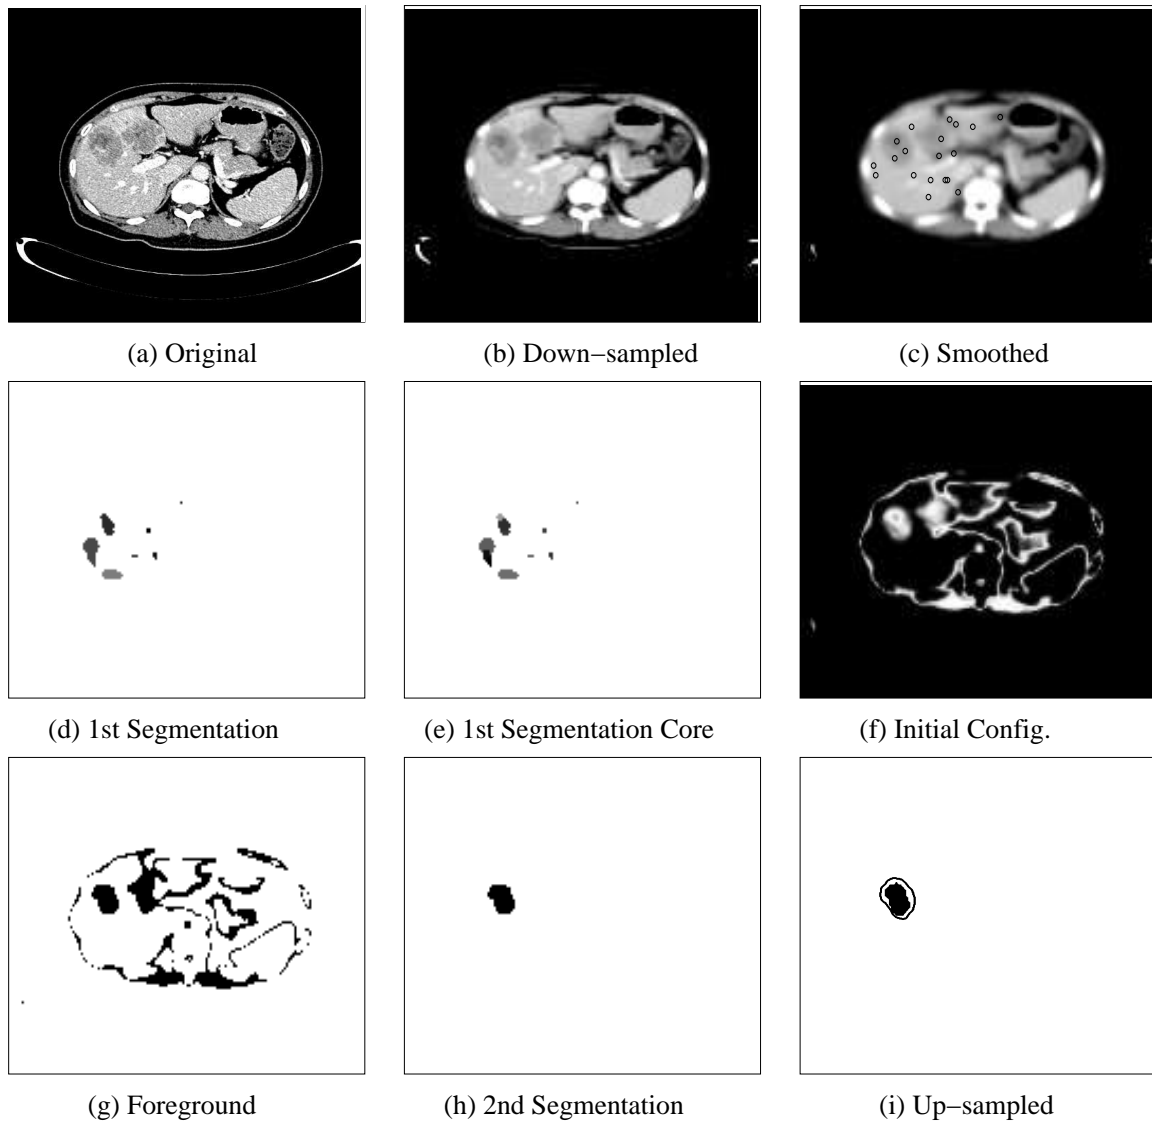 (a) Original
(b) Down−sampled
(c) Smoothed
(d) 1st Segmentation
(e) 1st Segmentation Core
(f) Initial Config.
(g) Foreground
(h) 2nd Segmentation
(i) Up−sampled